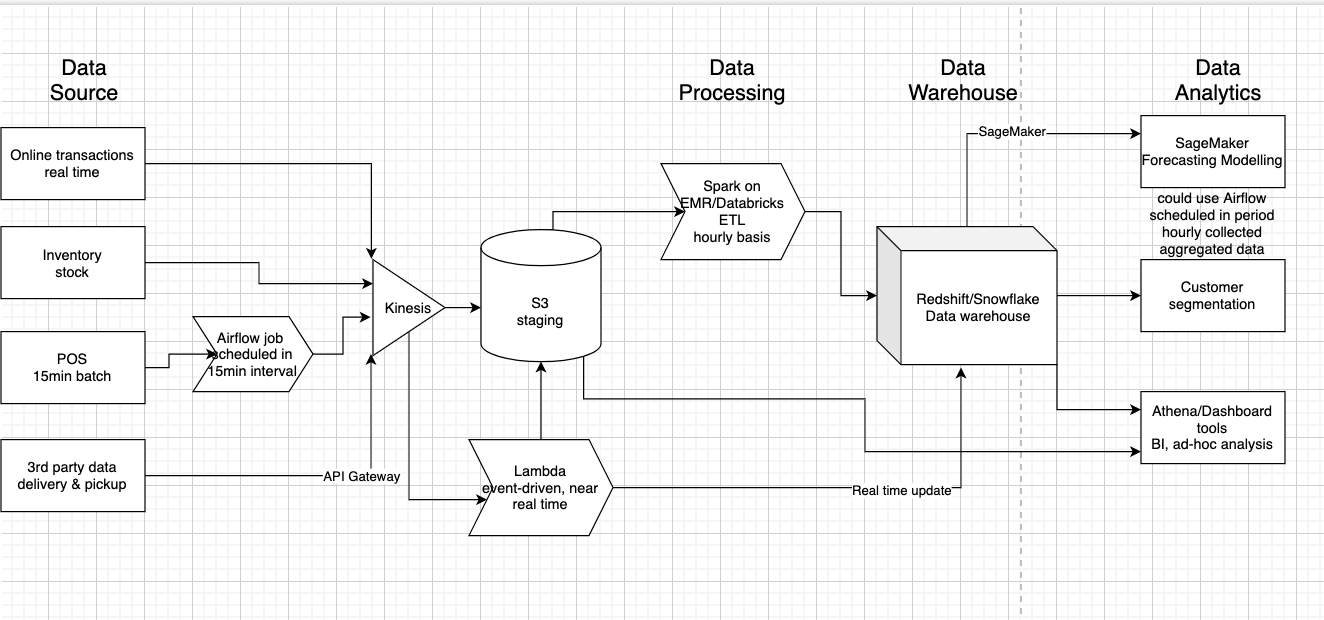 Data
Source
Data
Processing
Data
Warehouse
Data
Analytics
Online transactions
real time
Inventory
stock
POS
15min batch
3rd party data
delivery & pickup
Airflow job
scheduled in
15min interval
API Gateway
Kinesis
S3
staging
Lambda
event-driven, near
real time
Spark on
EMR/Databricks
ETL
hourly basis
Real time update
Redshift/Snowflake
Data warehouse
SageMaker
SageMaker
Forecasting Modelling
could use Airflow
scheduled in period
hourly collected
aggregated data
Customer
segmentation
Athena/Dashboard
tools
BI, ad-hoc analysis